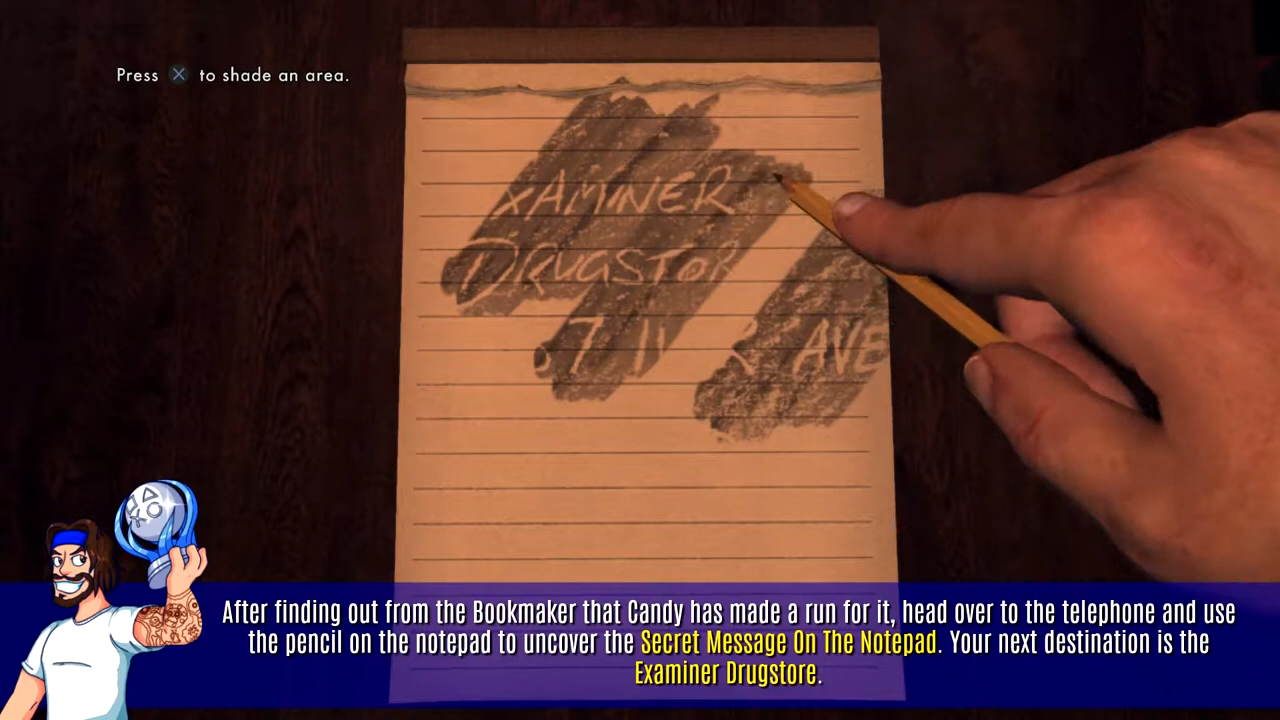 Press ⓧ to shade an area.
XAMINER
DRUGSTOR
AVE
After finding out from the Bookmaker that Candy has made a run for it, head over to the telephone and use
the pencil on the notepad to uncover the Secret Message On The Notepad. Your next destination is the
Examiner Drugstore.